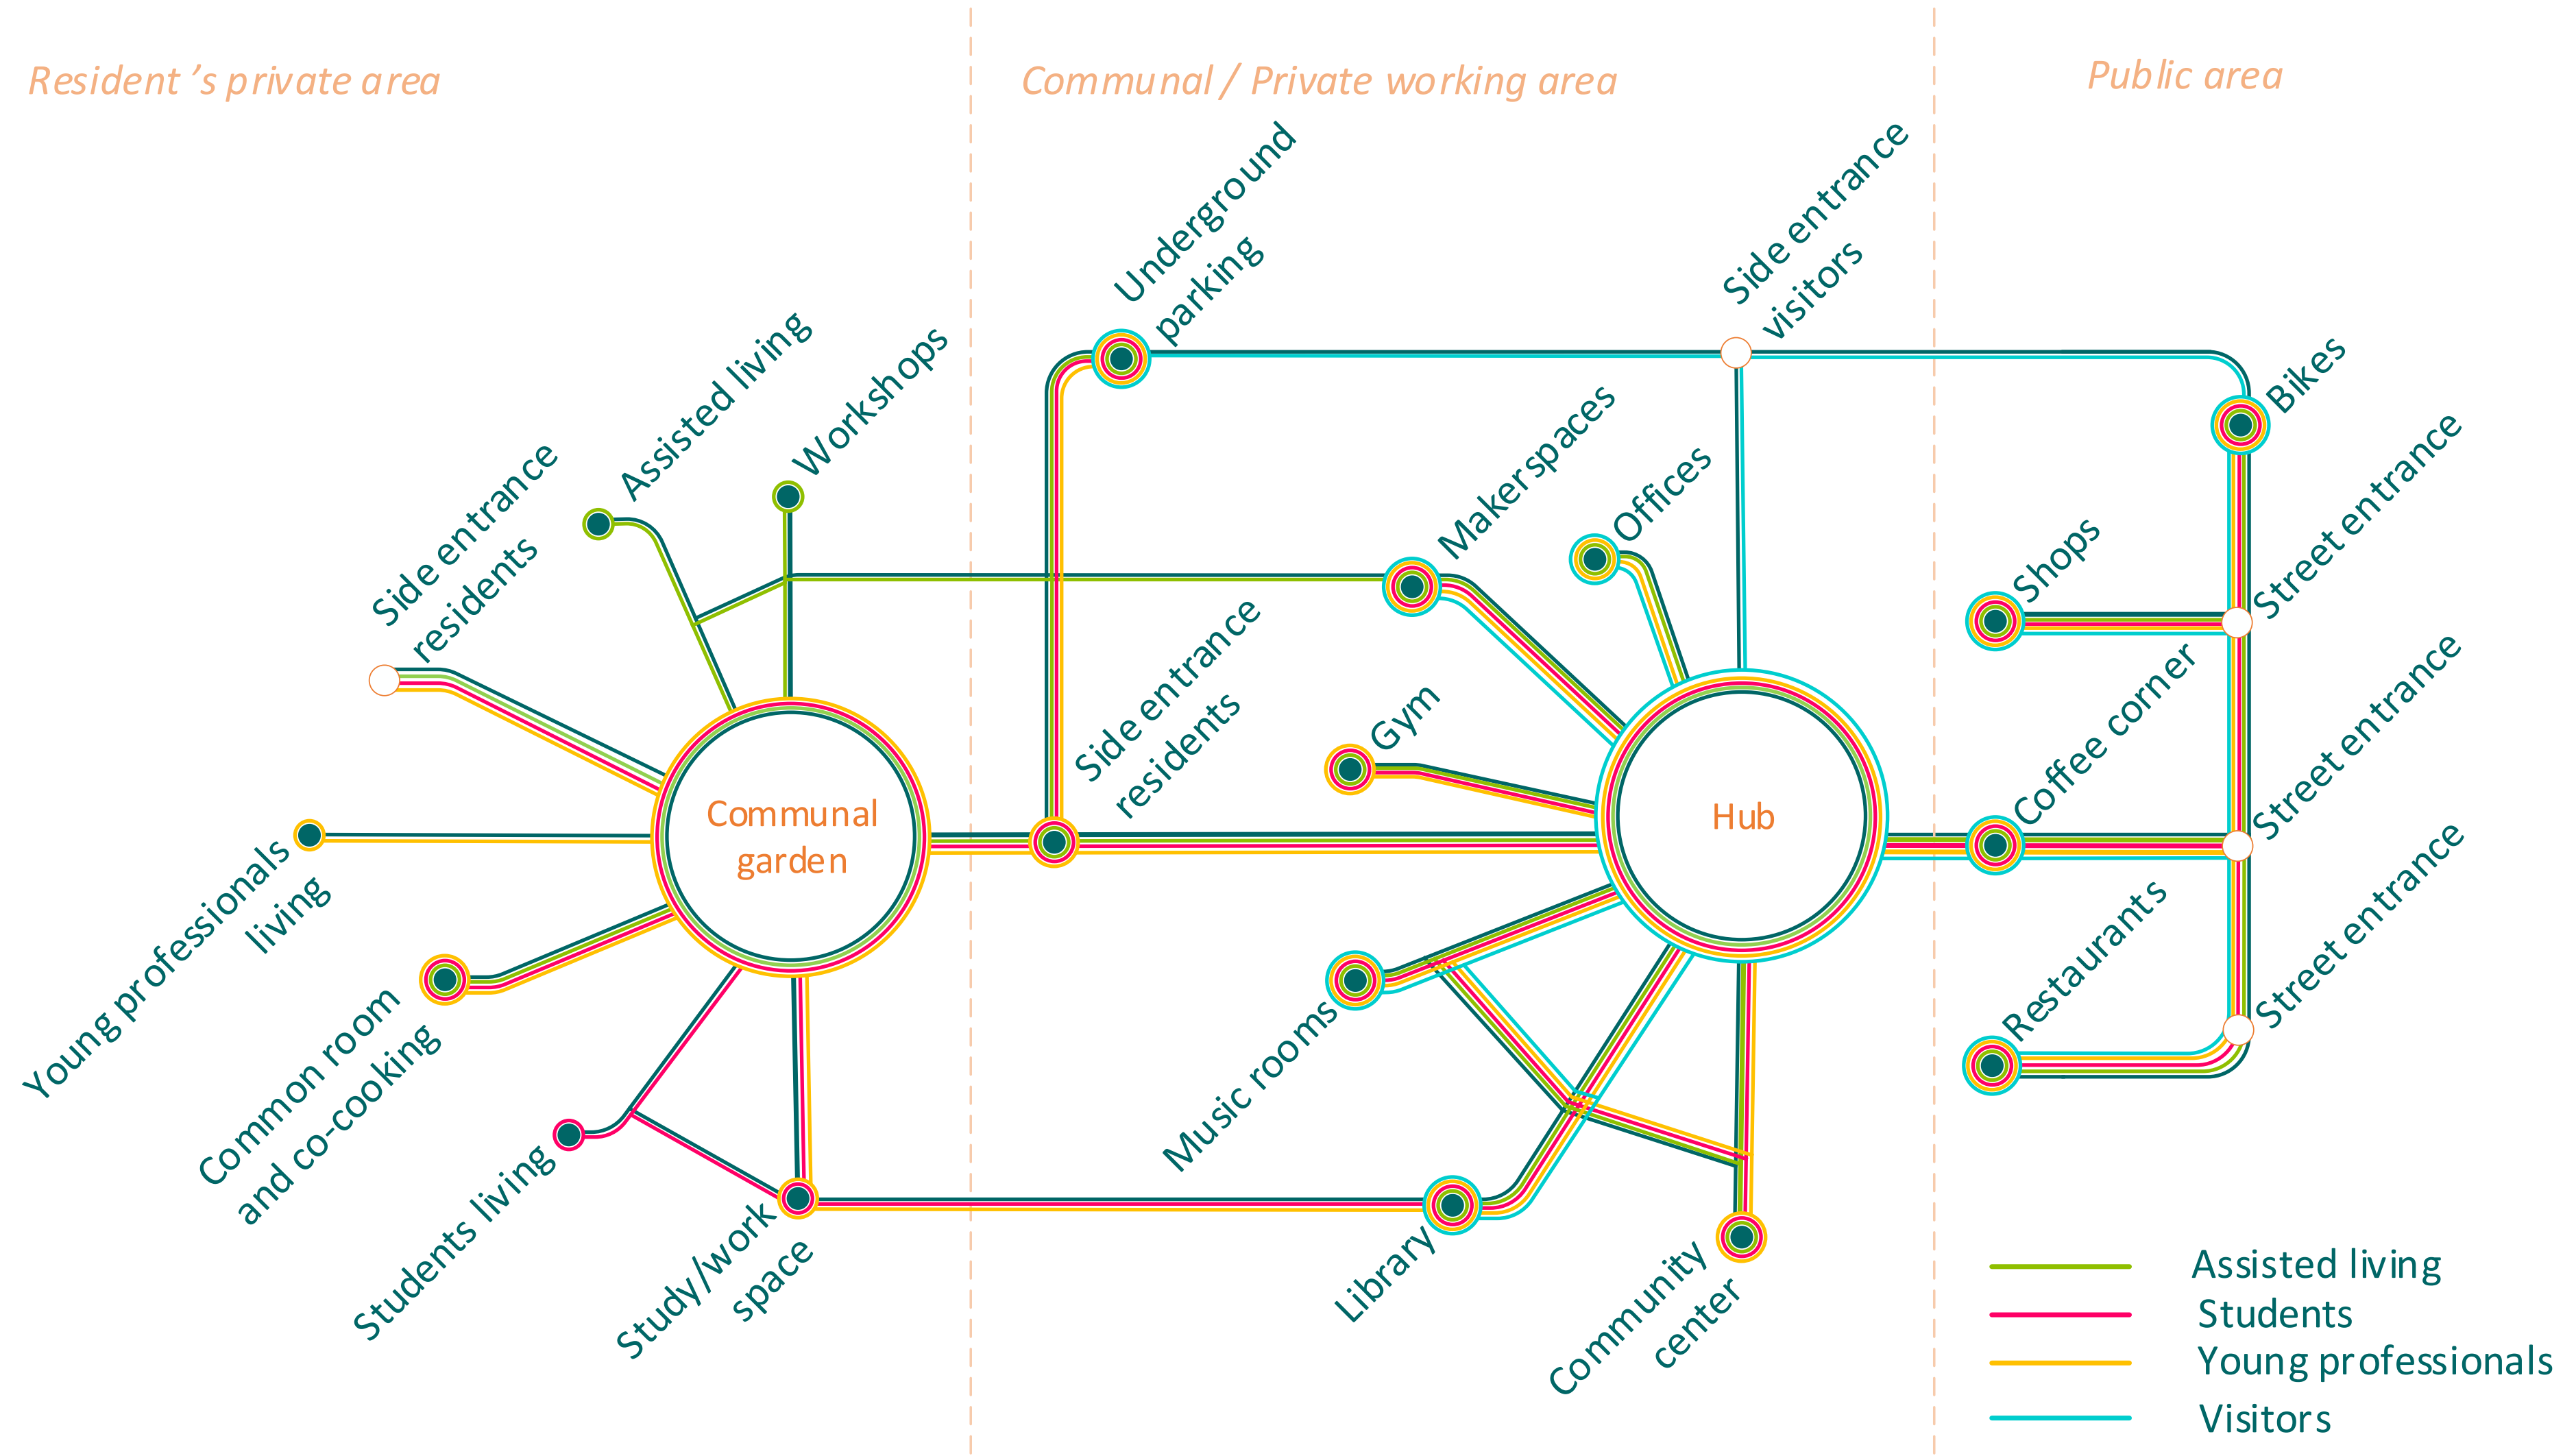 Resident ’s private area
Communal / Private working area
Public area
Underground
parking
Side entrance
visitors
Assisted living
Workshops
Side entrance
residents
Makerspaces
Offices
Bikes
Street entrance
Shops
Side entrance
residents
Gym
Communal
garden
Hub
Coffee corner
Street entrance
Young professionals
living
Common room
and co-cooking
Students living
Study/work
space
Music rooms
Library
Community
center
Restaurants
Street entrance
Assisted living
Students
Young professionals
Visitors